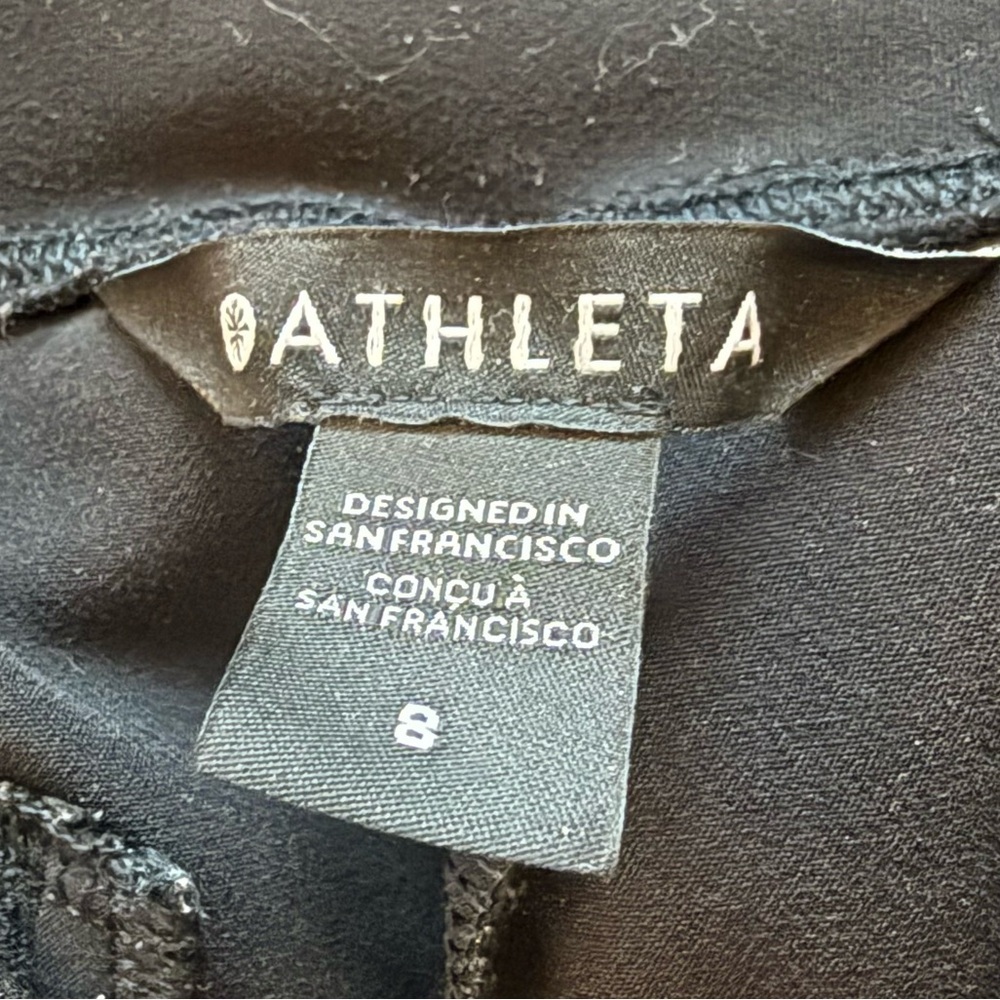 ATHLETA
DESIGNED IN
SAN FRANCISCO
CONÇU À
SAN FRANCISCO
8